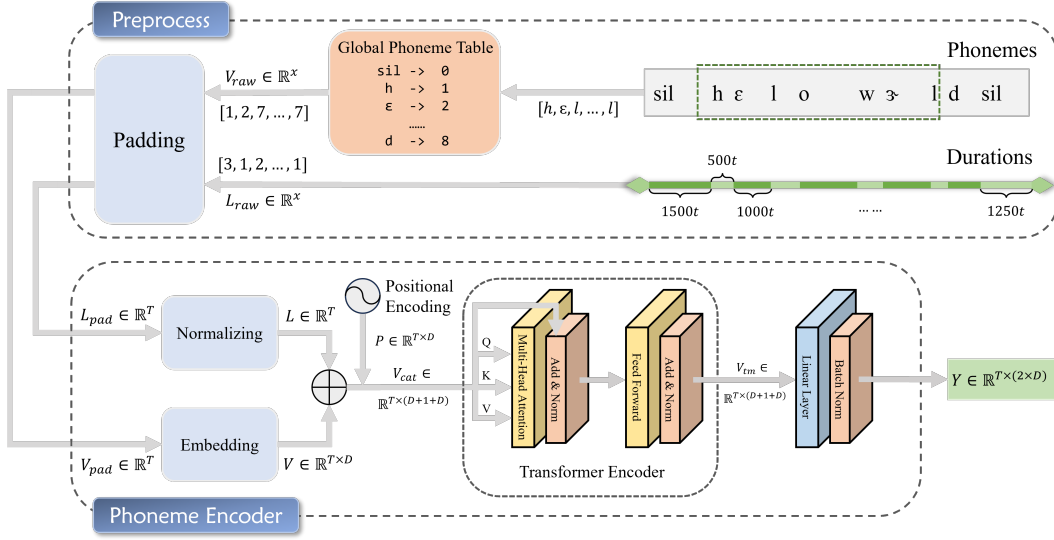 Preprocess
Global Phoneme Table
sil -> 0
h -> 1
ε -> 2
......
d -> 8
Phonemes
sil h ε l o w ɝ l d sil
[h, ε, l, ..., l]
V_raw ∈ ℝ^x
[1, 2, 7, ..., 7]
Padding
[3, 1, 2, ..., 1]
L_raw ∈ ℝ^x
Durations
500t
1500t
1000t
... ...
1250t
L_pad ∈ ℝ^T
Normalizing
L ∈ ℝ^T
Positional
Encoding
P ∈ ℝ^{T×D}
V_cat ∈
ℝ^{T×(D+1+D)}
Q
K
V
Multi-Head Attention
Add & Norm
Feed Forward
Add & Norm
Transformer Encoder
V_tm ∈
ℝ^{T×(D+1+D)}
Linear Layer
Batch Norm
Y ∈ ℝ^{T×(2×D)}
V_pad ∈ ℝ^T
Embedding
V ∈ ℝ^{T×D}
Phoneme Encoder